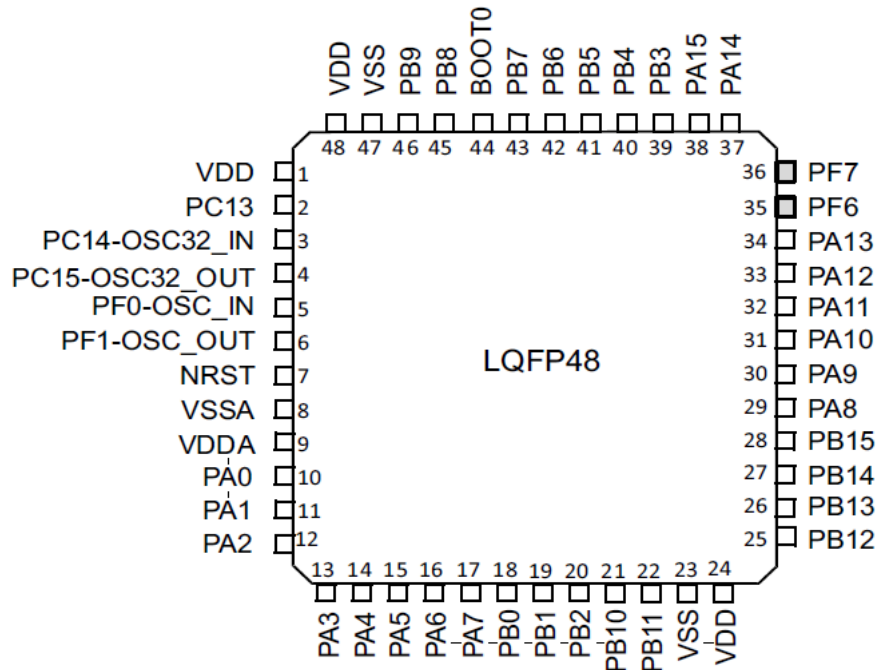 VDD VSS PB9 PB8 BOOT0 PB7 PB6 PB5 PB4 PB3 PA15 PA14
48 47 46 45 44 43 42 41 40 39 38 37
VDD 1 36 PF7
PC13 2 35 PF6
PC14-OSC32_IN 3 34 PA13
PC15-OSC32_OUT 4 33 PA12
PF0-OSC_IN 5 32 PA11
PF1-OSC_OUT 6 31 PA10
LQFP48
NRST 7 30 PA9
VSSA 8 29 PA8
VDDA 9 28 PB15
PA0 10 27 PB14
PA1 11 26 PB13
PA2 12 25 PB12
13 14 15 16 17 18 19 20 21 22 23 24
PA3 PA4 PA5 PA6 PA7 PB0 PB1 PB2 PB10 PB11 VSS VDD